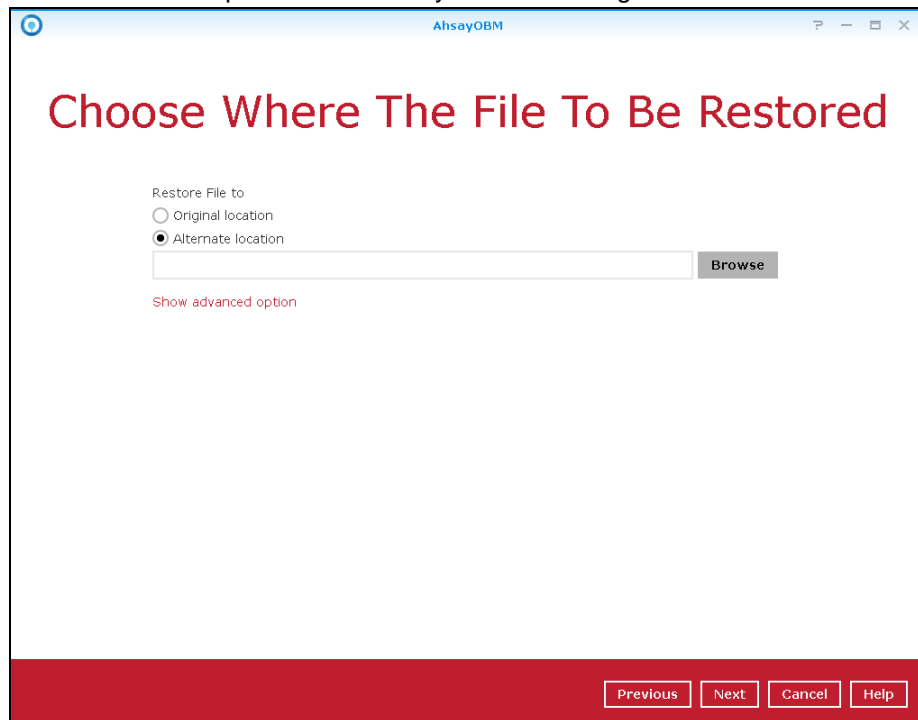 AhsayOBM
Choose Where The File To Be Restored
Restore File to
Original location
Alternate location
Browse
Show advanced option
Previous Next Cancel Help